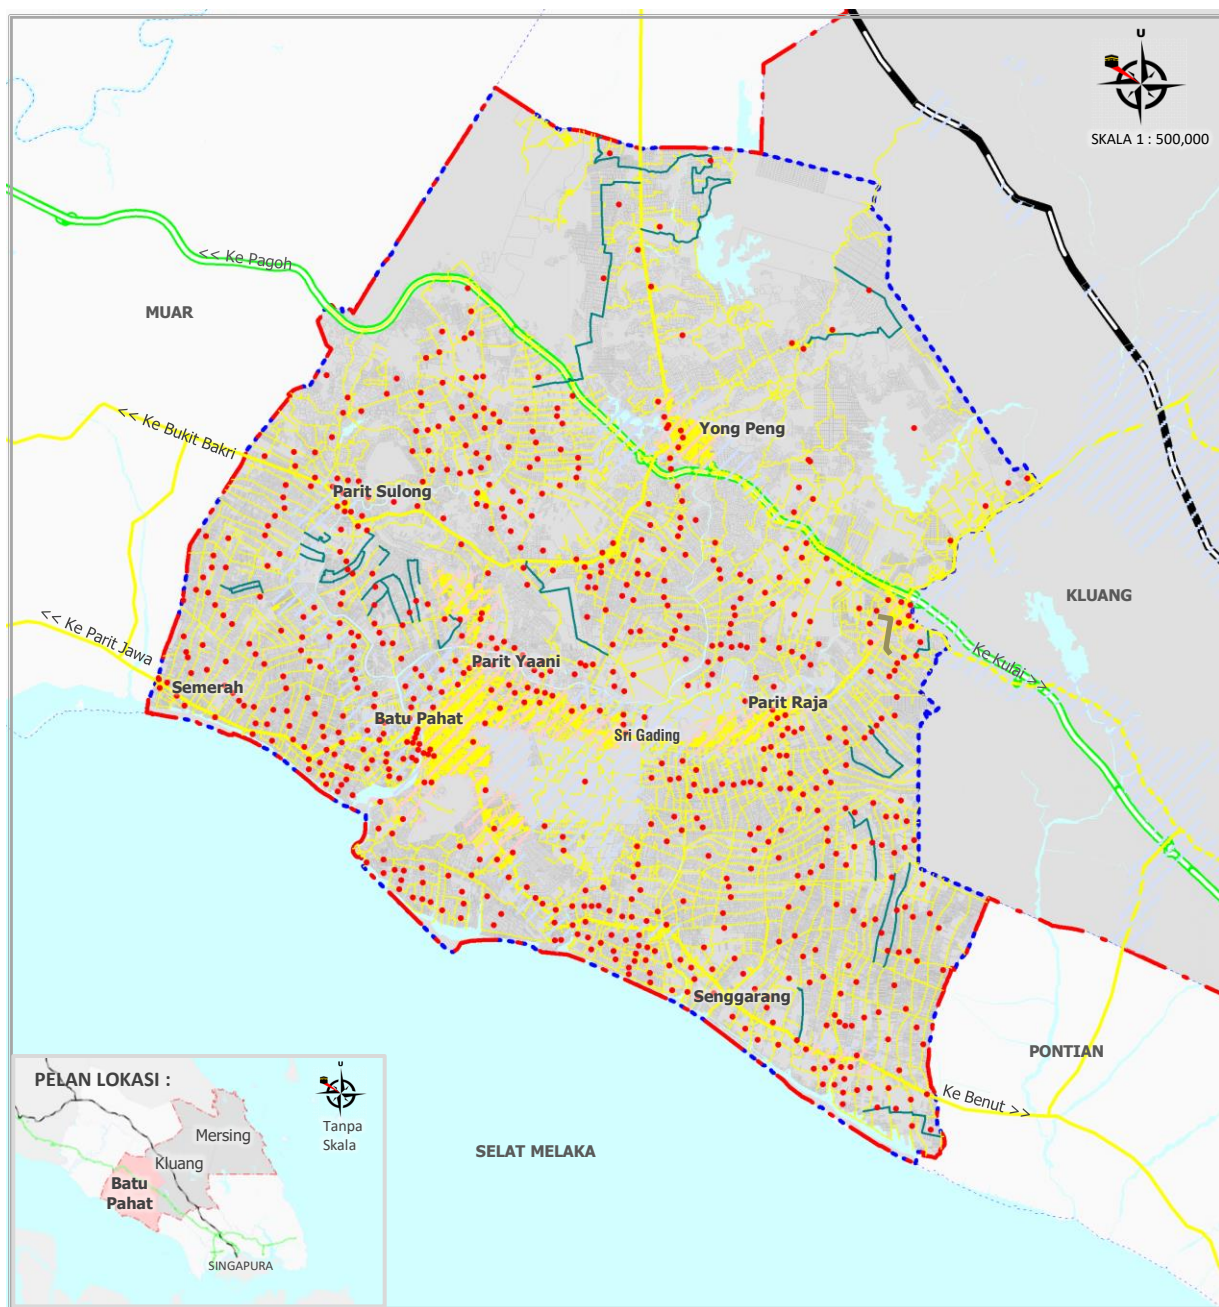 U
SKALA 1 : 500,000
<< Ke Pagoh
MUAR
<< Ke Bukit Bakri
Yong Peng
Parit Sulong
KLUANG
<< Ke Parit Jawa
Ke Kulai >>
Parit Yaani
Semerah
Parit Raja
Batu Pahat
Sri Gading
Senggarang
PONTIAN
Ke Benut >>
SELAT MELAKA
PELAN LOKASI :
U
Tanpa
Skala
Mersing
Kluang
Batu
Pahat
SINGAPURA